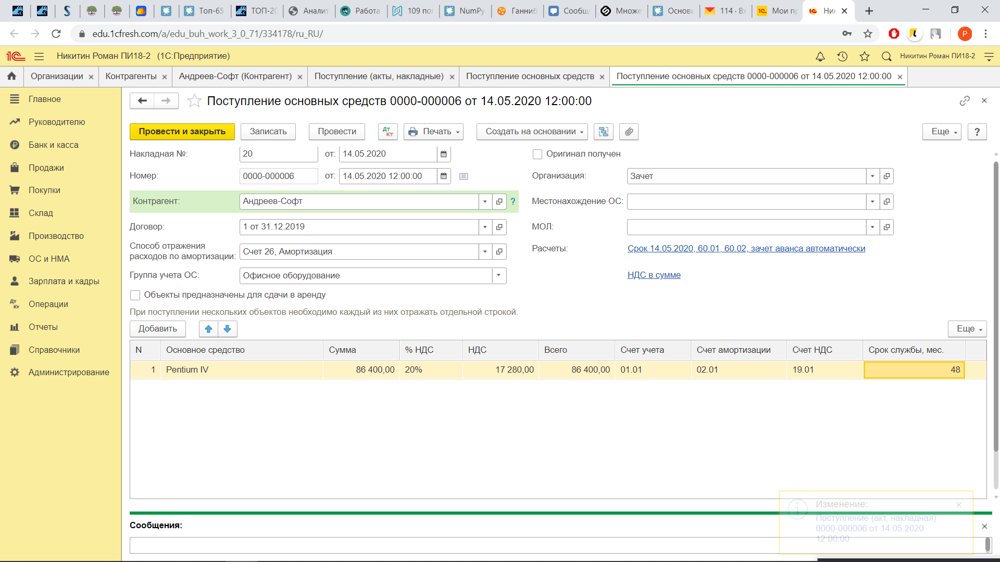 Топ-65
ТОП-20
Аналит
Работа
109 по
NumPy
Ганниб
Сообщ
Множе
Основы
114 · Вх
Мои пр
Ник
edu.1cfresh.com/a/edu_buh_work_3_0_71/334178/ru_RU/
P
Никитин Роман ПИ18-2 (1С:Предприятие)
Никитин Роман ПИ18-2
Организации
Контрагенты
Андреев-Софт (Контрагент)
Поступление (акты, накладные)
Поступление основных средств
Поступление основных средств 0000-000006 от 14.05.2020 12:00:00
Главное
Руководителю
Банк и касса
Продажи
Покупки
Склад
Производство
ОС и НМА
Зарплата и кадры
Операции
Отчеты
Справочники
Администрирование
Поступление основных средств 0000-000006 от 14.05.2020 12:00:00
Провести и закрыть
Записать
Провести
Дт Кт
Печать
Создать на основании
Еще
?
Накладная №: 20 от: 14.05.2020
Оригинал получен
Номер: 0000-000006 от: 14.05.2020 12:00:00
Организация: Зачет
Контрагент: Андреев-Софт ?
Местонахождение ОС:
Договор: 1 от 31.12.2019
МОЛ:
Способ отражения
расходов по амортизации: Счет 26, Амортизация
Расчеты: Срок 14.05.2020, 60.01, 60.02, зачет аванса автоматически
Группа учета ОС: Офисное оборудование
НДС в сумме
Объекты предназначены для сдачи в аренду
При поступлении нескольких объектов необходимо каждый из них отражать отдельной строкой.
Добавить
Еще
N Основное средство Сумма % НДС НДС Всего Счет учета Счет амортизации Счет НДС Срок службы, мес.
1 Pentium IV 86 400,00 20% 17 280,00 86 400,00 01.01 02.01 19.01 48
Изменение:
Поступление (акт, накладная)
0000-000006 от 14.05.2020
12:00:00
Сообщения: